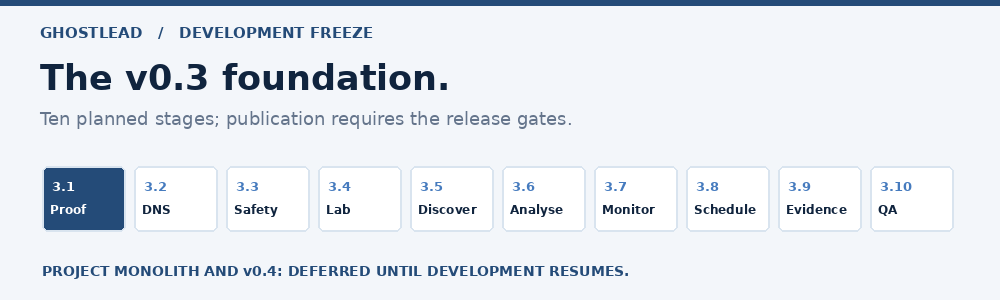 GHOSTLEAD / DEVELOPMENT FREEZE
The v0.3 foundation.
Ten planned stages; publication requires the release gates.
3.1 3.2 3.3 3.4 3.5 3.6 3.7 3.8 3.9 3.10
Proof DNS Safety Lab Discover Analyse Monitor Schedule Evidence QA
PROJECT MONOLITH AND v0.4: DEFERRED UNTIL DEVELOPMENT RESUMES.